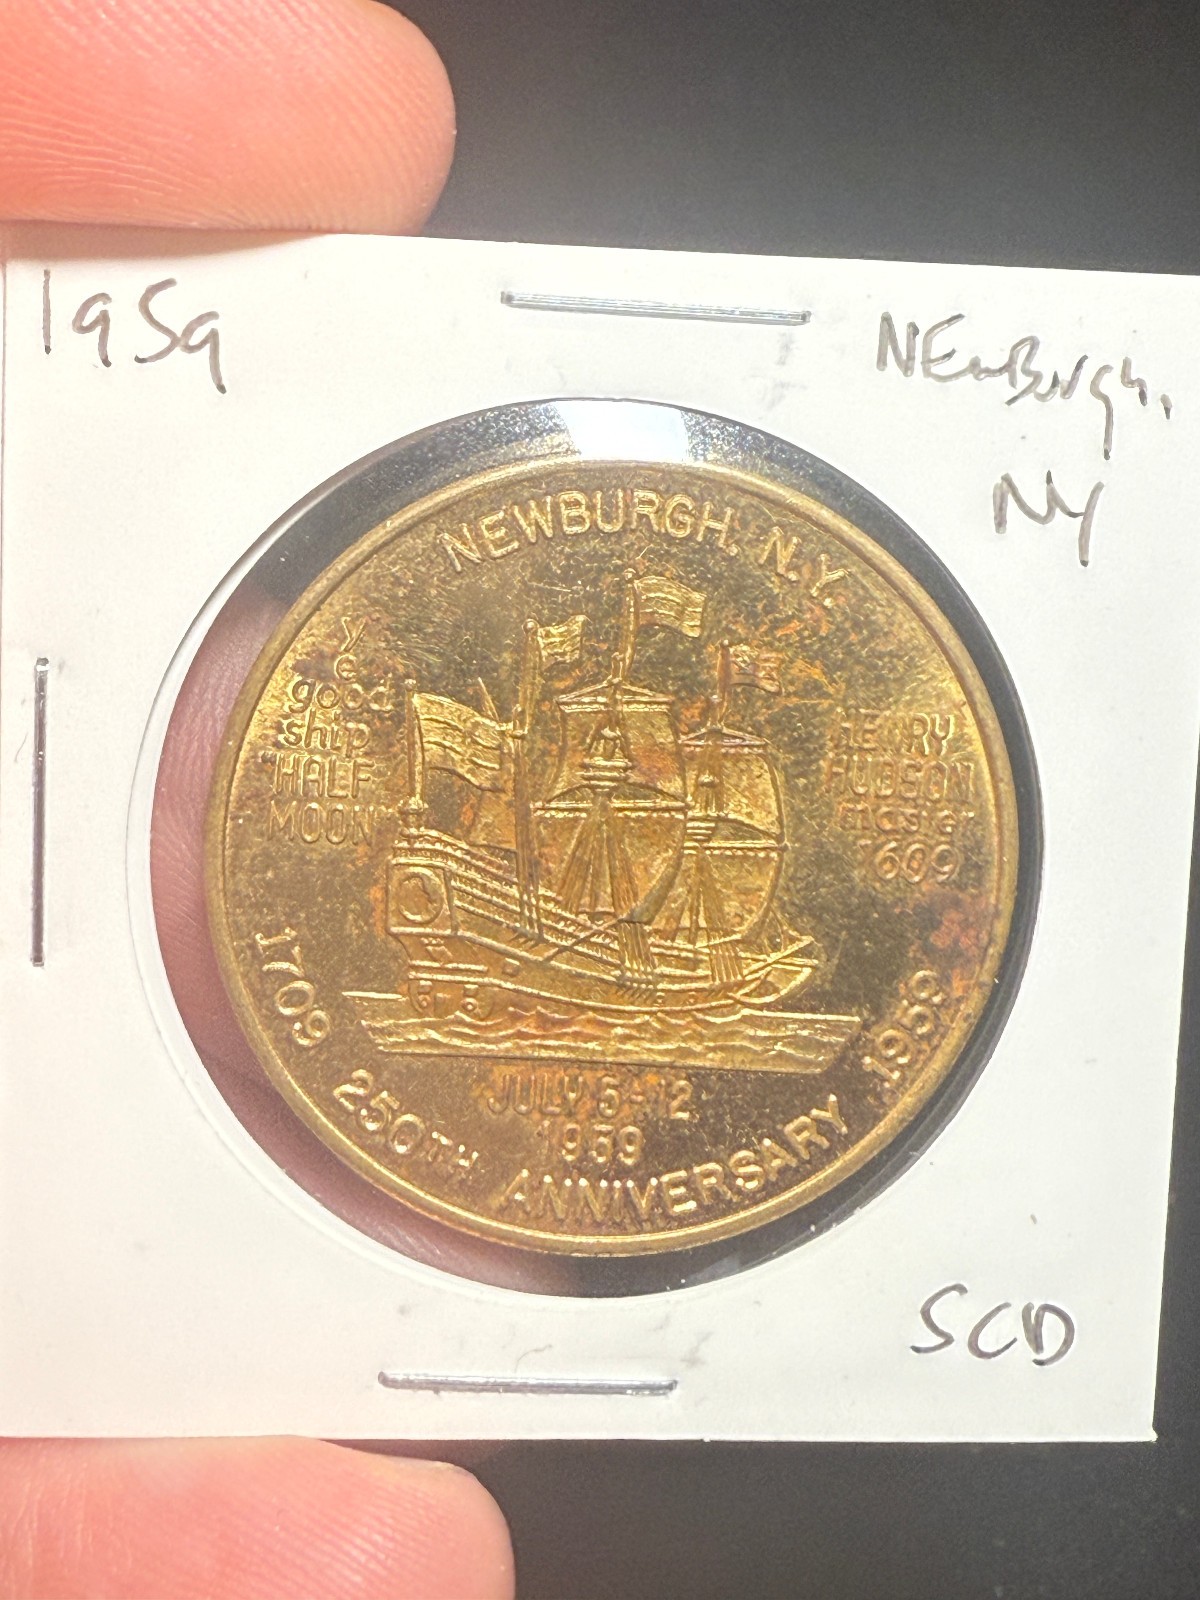 1959
NEWBurgh,
NY
NEWBURGH, N.Y.
ye
good
ship
"HALF
MOON"
HENRY
HUDSON
master
1609
JULY 5-12
1959
1709 250TH ANNIVERSARY 1959
SCD